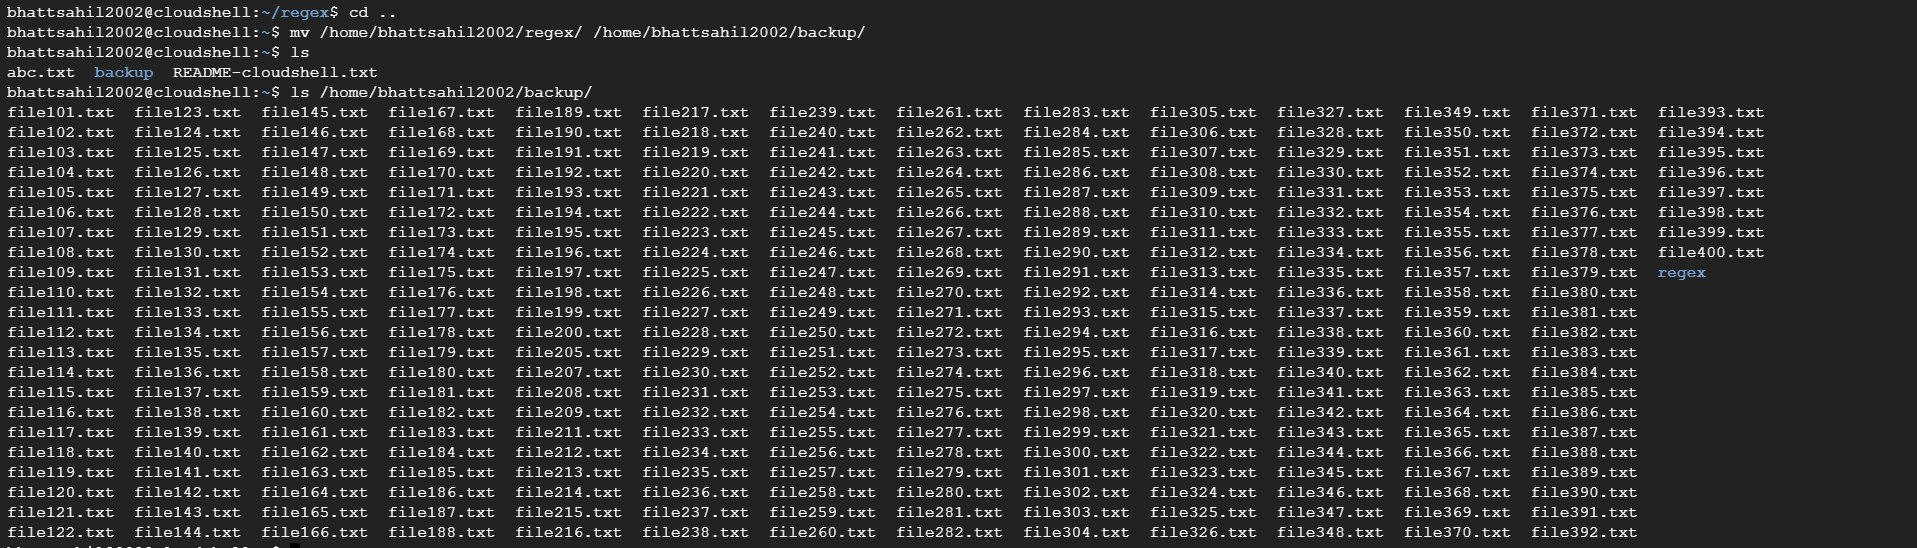 bhattsahil2002@cloudshell:~/regex$ cd ..
bhattsahil2002@cloudshell:~$ mv /home/bhattsahil2002/regex/ /home/bhattsahil2002/backup/
bhattsahil2002@cloudshell:~$ ls
abc.txt  backup  README-cloudshell.txt
bhattsahil2002@cloudshell:~$ ls /home/bhattsahil2002/backup/
file101.txt  file123.txt  file145.txt  file167.txt  file189.txt  file217.txt  file239.txt  file261.txt  file283.txt  file305.txt  file327.txt  file349.txt  file371.txt  file393.txt
file102.txt  file124.txt  file146.txt  file168.txt  file190.txt  file218.txt  file240.txt  file262.txt  file284.txt  file306.txt  file328.txt  file350.txt  file372.txt  file394.txt
file103.txt  file125.txt  file147.txt  file169.txt  file191.txt  file219.txt  file241.txt  file263.txt  file285.txt  file307.txt  file329.txt  file351.txt  file373.txt  file395.txt
file104.txt  file126.txt  file148.txt  file170.txt  file192.txt  file220.txt  file242.txt  file264.txt  file286.txt  file308.txt  file330.txt  file352.txt  file374.txt  file396.txt
file105.txt  file127.txt  file149.txt  file171.txt  file193.txt  file221.txt  file243.txt  file265.txt  file287.txt  file309.txt  file331.txt  file353.txt  file375.txt  file397.txt
file106.txt  file128.txt  file150.txt  file172.txt  file194.txt  file222.txt  file244.txt  file266.txt  file288.txt  file310.txt  file332.txt  file354.txt  file376.txt  file398.txt
file107.txt  file129.txt  file151.txt  file173.txt  file195.txt  file223.txt  file245.txt  file267.txt  file289.txt  file311.txt  file333.txt  file355.txt  file377.txt  file399.txt
file108.txt  file130.txt  file152.txt  file174.txt  file196.txt  file224.txt  file246.txt  file268.txt  file290.txt  file312.txt  file334.txt  file356.txt  file378.txt  file400.txt
file109.txt  file131.txt  file153.txt  file175.txt  file197.txt  file225.txt  file247.txt  file269.txt  file291.txt  file313.txt  file335.txt  file357.txt  file379.txt  regex
file110.txt  file132.txt  file154.txt  file176.txt  file198.txt  file226.txt  file248.txt  file270.txt  file292.txt  file314.txt  file336.txt  file358.txt  file380.txt
file111.txt  file133.txt  file155.txt  file177.txt  file199.txt  file227.txt  file249.txt  file271.txt  file293.txt  file315.txt  file337.txt  file359.txt  file381.txt
file112.txt  file134.txt  file156.txt  file178.txt  file200.txt  file228.txt  file250.txt  file272.txt  file294.txt  file316.txt  file338.txt  file360.txt  file382.txt
file113.txt  file135.txt  file157.txt  file179.txt  file205.txt  file229.txt  file251.txt  file273.txt  file295.txt  file317.txt  file339.txt  file361.txt  file383.txt
file114.txt  file136.txt  file158.txt  file180.txt  file207.txt  file230.txt  file252.txt  file274.txt  file296.txt  file318.txt  file340.txt  file362.txt  file384.txt
file115.txt  file137.txt  file159.txt  file181.txt  file208.txt  file231.txt  file253.txt  file275.txt  file297.txt  file319.txt  file341.txt  file363.txt  file385.txt
file116.txt  file138.txt  file160.txt  file182.txt  file209.txt  file232.txt  file254.txt  file276.txt  file298.txt  file320.txt  file342.txt  file364.txt  file386.txt
file117.txt  file139.txt  file161.txt  file183.txt  file211.txt  file233.txt  file255.txt  file277.txt  file299.txt  file321.txt  file343.txt  file365.txt  file387.txt
file118.txt  file140.txt  file162.txt  file184.txt  file212.txt  file234.txt  file256.txt  file278.txt  file300.txt  file322.txt  file344.txt  file366.txt  file388.txt
file119.txt  file141.txt  file163.txt  file185.txt  file213.txt  file235.txt  file257.txt  file279.txt  file301.txt  file323.txt  file345.txt  file367.txt  file389.txt
file120.txt  file142.txt  file164.txt  file186.txt  file214.txt  file236.txt  file258.txt  file280.txt  file302.txt  file324.txt  file346.txt  file368.txt  file390.txt
file121.txt  file143.txt  file165.txt  file187.txt  file215.txt  file237.txt  file259.txt  file281.txt  file303.txt  file325.txt  file347.txt  file369.txt  file391.txt
file122.txt  file144.txt  file166.txt  file188.txt  file216.txt  file238.txt  file260.txt  file282.txt  file304.txt  file326.txt  file348.txt  file370.txt  file392.txt